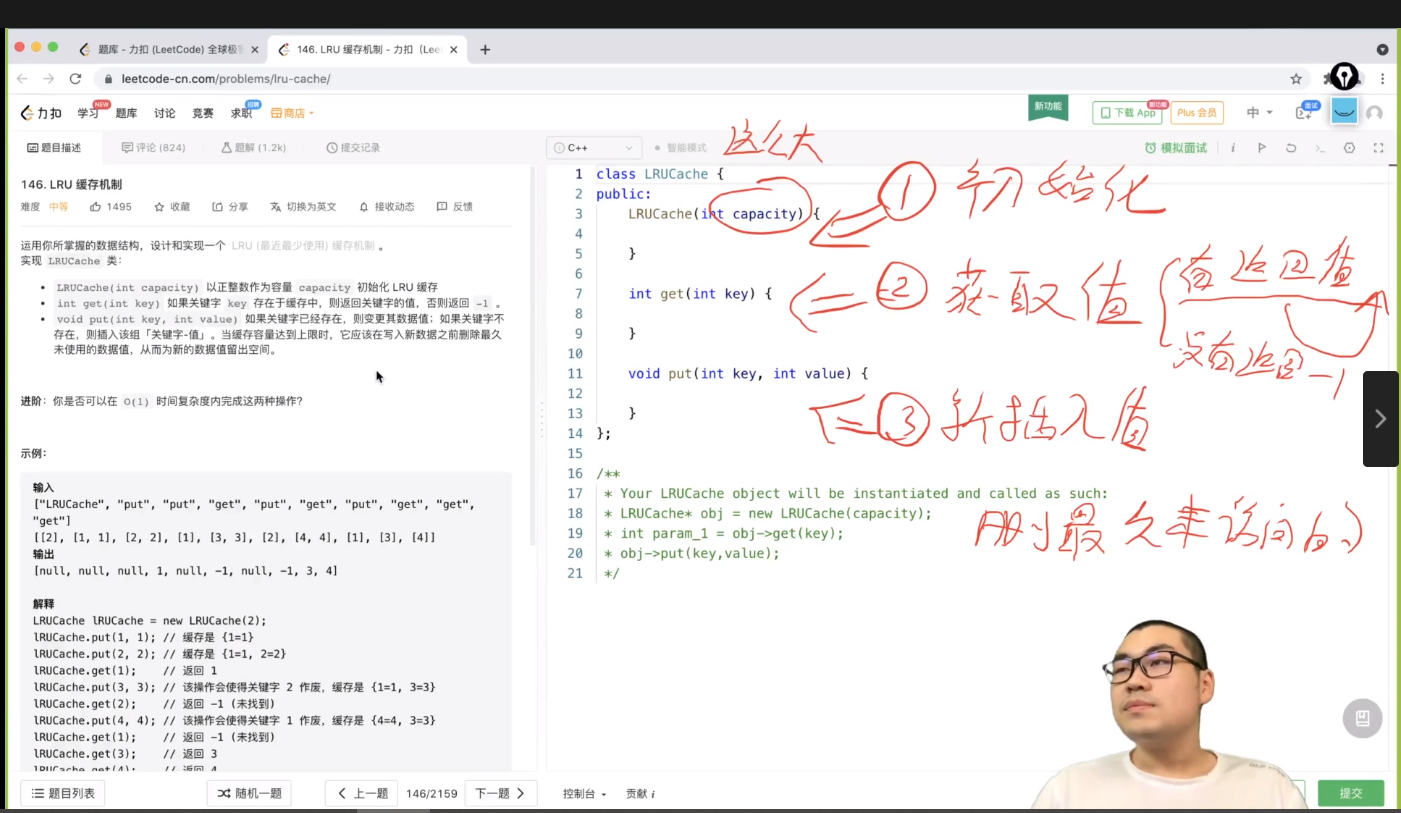 题库 - 力扣 (LeetCode) 全球极
146. LRU 缓存机制 - 力扣 (Lee
leetcode-cn.com/problems/lru-cache/
力扣 学习 NEW 题库 讨论 竞赛 求职 招聘 商店
新功能 下载 App 新功能 Plus 会员 中 面试
题目描述 评论 (824) 题解 (1.2k) 提交记录
C++ 智能模式 模拟面试
146. LRU 缓存机制
难度 中等 1495 收藏 分享 切换为英文 接收动态 反馈
运用你所掌握的数据结构，设计和实现一个 LRU (最近最少使用) 缓存机制 。
实现 LRUCache 类：
LRUCache(int capacity) 以正整数作为容量 capacity 初始化 LRU 缓存
int get(int key) 如果关键字 key 存在于缓存中，则返回关键字的值，否则返回 -1 。
void put(int key, int value) 如果关键字已经存在，则变更其数据值；如果关键字不
存在，则插入该组「关键字-值」。当缓存容量达到上限时，它应该在写入新数据之前删除最久
未使用的数据值，从而为新的数据值留出空间。
进阶：你是否可以在 O(1) 时间复杂度内完成这两种操作？
示例：
输入
["LRUCache", "put", "put", "get", "put", "get", "put", "get", "get",
"get"]
[[2], [1, 1], [2, 2], [1], [3, 3], [2], [4, 4], [1], [3], [4]]
输出
[null, null, null, 1, null, -1, null, -1, 3, 4]
解释
LRUCache lRUCache = new LRUCache(2);
lRUCache.put(1, 1); // 缓存是 {1=1}
lRUCache.put(2, 2); // 缓存是 {1=1, 2=2}
lRUCache.get(1); // 返回 1
lRUCache.put(3, 3); // 该操作会使得关键字 2 作废，缓存是 {1=1, 3=3}
lRUCache.get(2); // 返回 -1 (未找到)
lRUCache.put(4, 4); // 该操作会使得关键字 1 作废，缓存是 {4=4, 3=3}
lRUCache.get(1); // 返回 -1 (未找到)
lRUCache.get(3); // 返回 3
lRUCache.get(4); // 返回 4
题目列表 随机一题 上一题 146/2159 下一题
1 class LRUCache {
2 public:
3 LRUCache(int capacity) {
4
5 }
6
7 int get(int key) {
8
9 }
10
11 void put(int key, int value) {
12
13 }
14 };
15
16 /**
17 * Your LRUCache object will be instantiated and called as such:
18 * LRUCache* obj = new LRUCache(capacity);
19 * int param_1 = obj->get(key);
20 * obj->put(key,value);
21 */
这么大
① 初始化
② 获取值
有返回值
没有返回-1
③ 新插入值
删最久未访问的
控制台 贡献 i
提交